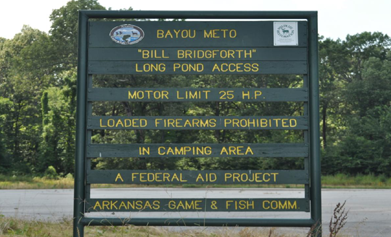 BAYOU METO
"BILL BRIDGFORTH"
LONG POND ACCESS
MOTOR LIMIT 25 H.P.
LOADED FIREARMS PROHIBITED
IN CAMPING AREA
A FEDERAL AID PROJECT
ARKANSAS GAME & FISH COMM.